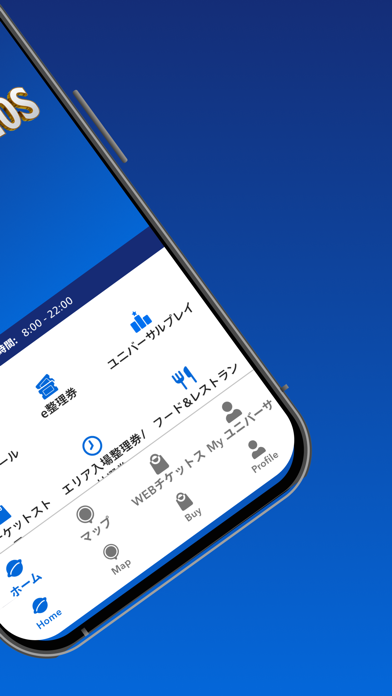 OS
時間: 8:00 - 22:00
ユニバーサルプレイ
e整理券
フード&レストラン
エリア入場整理券/
ール
チケットスト
My ユニバーサ
WEBチケットス
マップ
ホーム
Profile
Buy
Map
Home